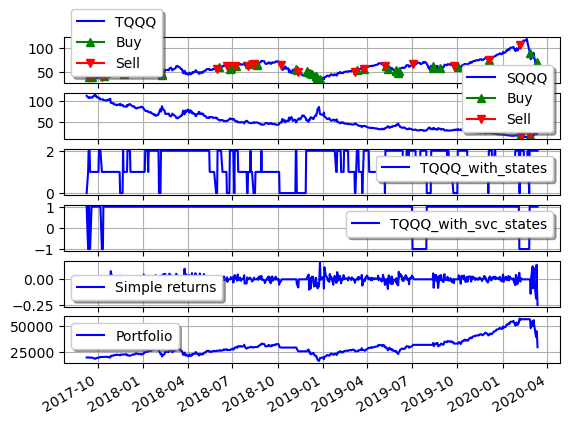 TQQQ
Buy
Sell
100
50
SQQQ
Buy
Sell
100
50
2
0
TQQQ_with_states
1
0
−1
TQQQ_with_svc_states
0.00
−0.25
Simple returns
50000
25000
Portfolio
2017-10 2018-01 2018-04 2018-07 2018-10 2019-01 2019-04 2019-07 2019-10 2020-01 2020-04